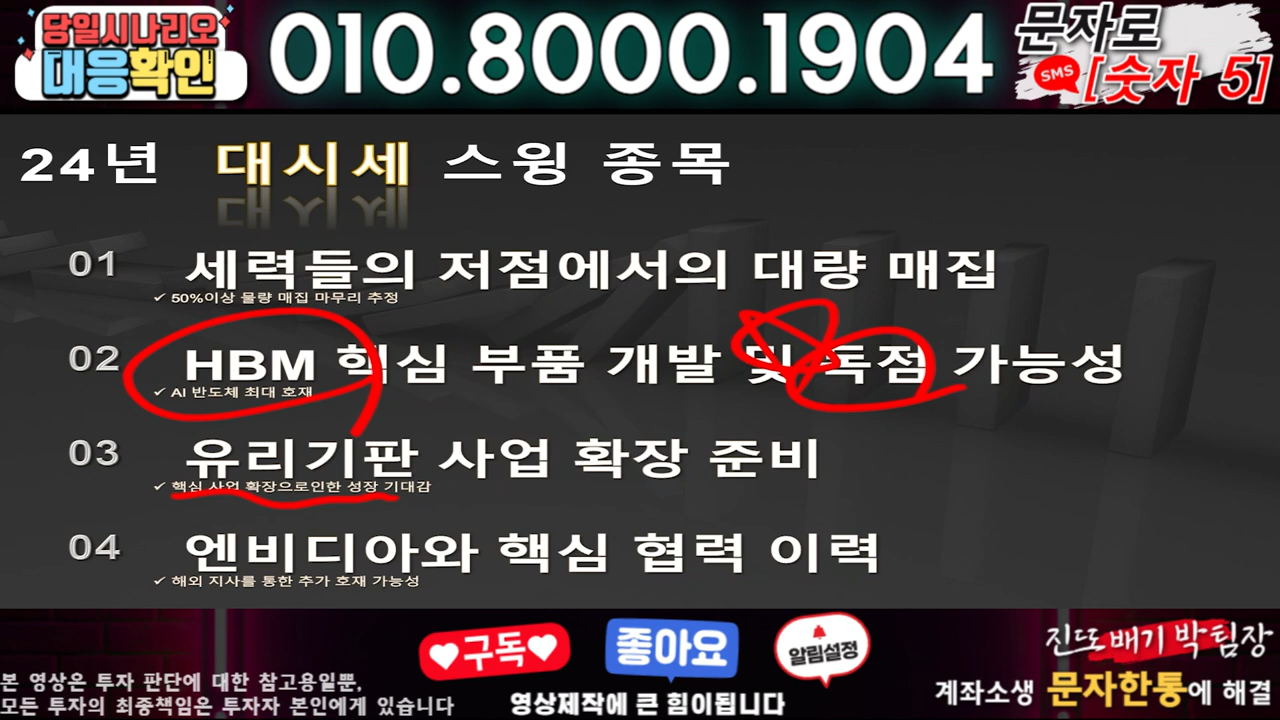 당일시나리오
대응확인
010.8000.1904
문자로
SMS
[숫자 5]
24년 대시세 스윙 종목
01 세력들의 저점에서의 대량 매집
✓ 50%이상 물량 매집 마무리 추정
02 HBM 핵심 부품 개발 및 독점 가능성
✓ AI 반도체 최대 호재
03 유리기판 사업 확장 준비
✓ 핵심 사업 확장으로인한 성장 기대감
04 엔비디아와 핵심 협력 이력
✓ 해외 지사를 통한 추가 호재 가능성
구독
좋아요
알림설정
영상제작에 큰 힘이됩니다
본 영상은 투자 판단에 대한 참고용일뿐,
모든 투자의 최종책임은 투자자 본인에게 있습니다
진또배기 박팀장
계좌소생 문자한통에 해결